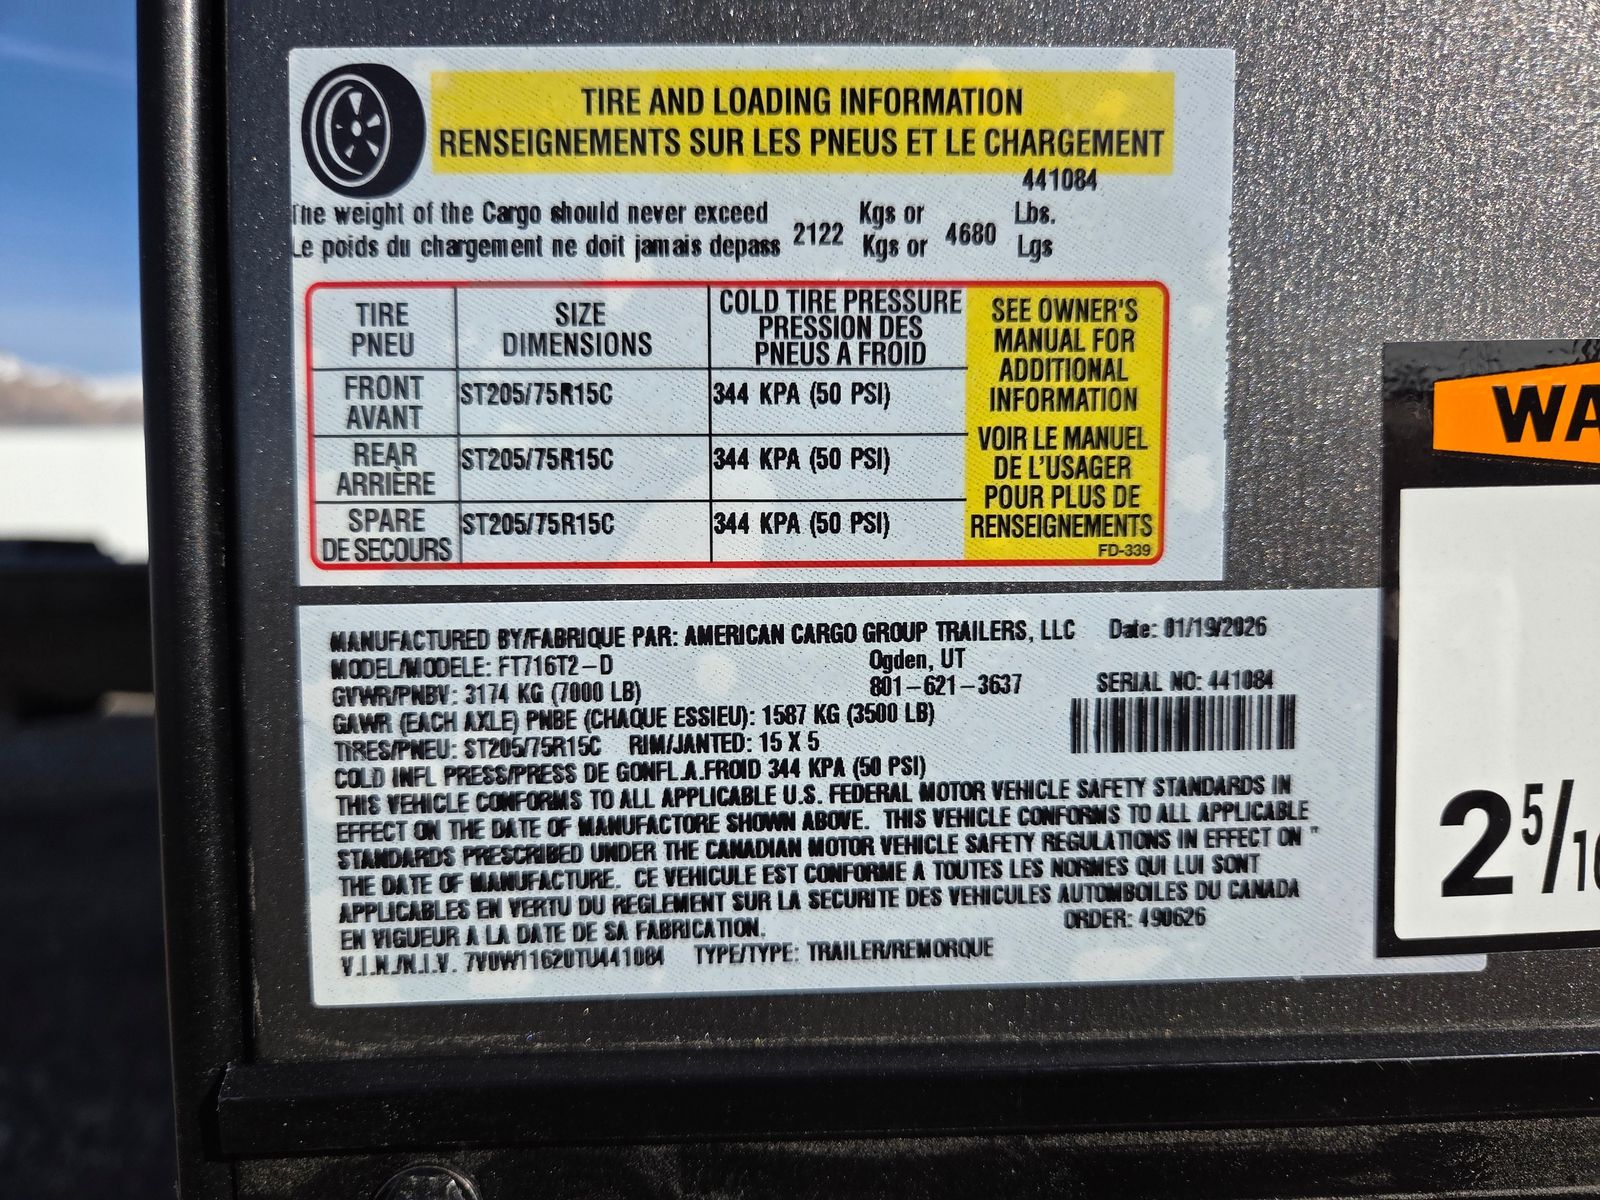 TIRE AND LOADING INFORMATION
RENSEIGNEMENTS SUR LES PNEUS ET LE CHARGEMENT
441084
The weight of the Cargo should never exceed 2122 Kgs or 4680 Lbs.
Le poids du chargement ne doit jamais depass Kgs or Lgs
TIRE PNEU
SIZE DIMENSIONS
COLD TIRE PRESSURE
PRESSION DES
PNEUS A FROID
FRONT AVANT ST205/75R15C 344 KPA (50 PSI)
REAR ARRIÈRE ST205/75R15C 344 KPA (50 PSI)
SPARE DE SECOURS ST205/75R15C 344 KPA (50 PSI)
SEE OWNER'S
MANUAL FOR
ADDITIONAL
INFORMATION
VOIR LE MANUEL
DE L'USAGER
POUR PLUS DE
RENSEIGNEMENTS
FD-339
MANUFACTURED BY/FABRIQUE PAR: AMERICAN CARGO GROUP TRAILERS, LLC Date: 01/19/2026
MODEL/MODELE: FT716T2-D Ogden, UT
GVWR/PNBV: 3174 KG (7000 LB) 801-621-3637 SERIAL NO: 441084
GAWR (EACH AXLE) PNBE (CHAQUE ESSIEU): 1587 KG (3500 LB)
TIRES/PNEU: ST205/75R15C RIM/JANTED: 15 X 5
COLD INFL PRESS/PRESS DE GONFL.A.FROID 344 KPA (50 PSI)
THIS VEHICLE CONFORMS TO ALL APPLICABLE U.S. FEDERAL MOTOR VEHICLE SAFETY STANDARDS IN
EFFECT ON THE DATE OF MANUFACTORE SHOWN ABOVE. THIS VEHICLE CONFORMS TO ALL APPLICABLE
STANDARDS PRESCRIBED UNDER THE CANADIAN MOTOR VEHICLE SAFETY REGULATIONS IN EFFECT ON "
THE DATE OF MANUFACTURE. CE VEHICULE EST CONFORME A TOUTES LES NORMES QUI LUI SONT
APPLICABLES EN VERTU DU REGLEMENT SUR LA SECURITE DES VEHICULES AUTOMBOILES DU CANADA
EN VIGUEUR A LA DATE DE SA FABRICATION. ORDER: 490626
V.I.N./N.I.V. 7V0W11620TU441084 TYPE/TYPE: TRAILER/REMORQUE
WA
2 5/16